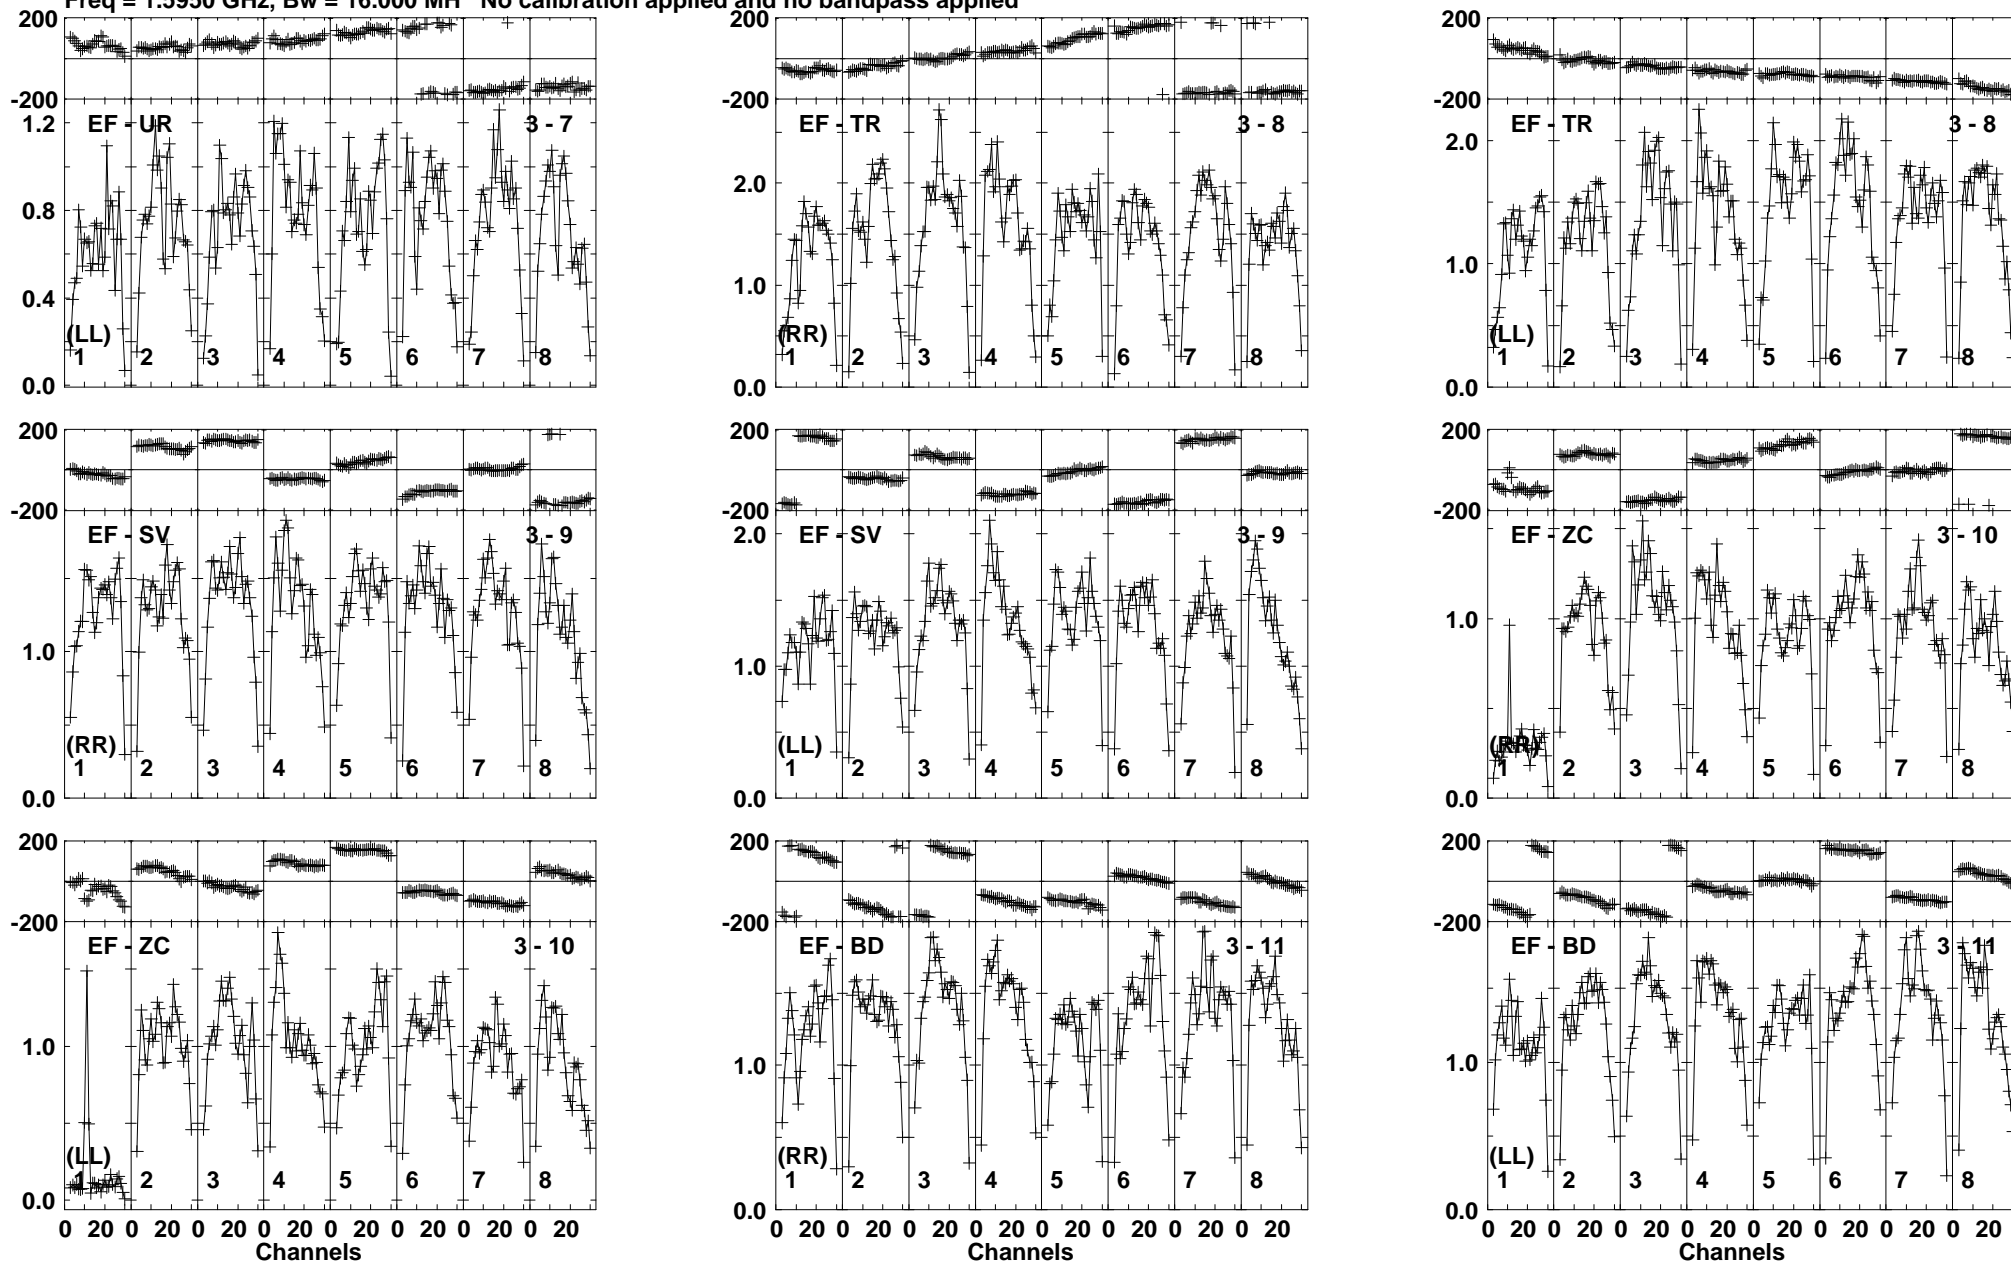 Freq = 1.5950 GHz, Bw = 16.000 MH No calibration applied and no bandpass applied
200
-200
EF - UR 3 - 7
1.2
0.8
0.4
0.0
(LL)
1 2 3 4 5 6 7 8
200
-200
EF - TR 3 - 8
2.0
1.0
0.0
(RR)
1 2 3 4 5 6 7 8
200
-200
EF - TR 3 - 8
2.0
1.0
0.0
(LL)
1 2 3 4 5 6 7 8
200
-200
EF - SV 3 - 9
1.0
0.0
(RR)
1 2 3 4 5 6 7 8
200
-200
EF - SV 3 - 9
2.0
1.0
0.0
(LL)
1 2 3 4 5 6 7 8
200
-200
EF - ZC 3 - 10
1.0
0.0
(RR)
1 2 3 4 5 6 7 8
200
-200
EF - ZC 3 - 10
1.0
0.0
(LL)
1 2 3 4 5 6 7 8
0 20 0 20 0 20 0 20 0 20 0 20 0 20 0 20
Channels
200
-200
EF - BD 3 - 11
1.0
0.0
(RR)
1 2 3 4 5 6 7 8
0 20 0 20 0 20 0 20 0 20 0 20 0 20 0 20
Channels
200
-200
EF - BD 3 - 11
1.0
0.0
(LL)
1 2 3 4 5 6 7 8
0 20 0 20 0 20 0 20 0 20 0 20 0 20 0 20
Channels